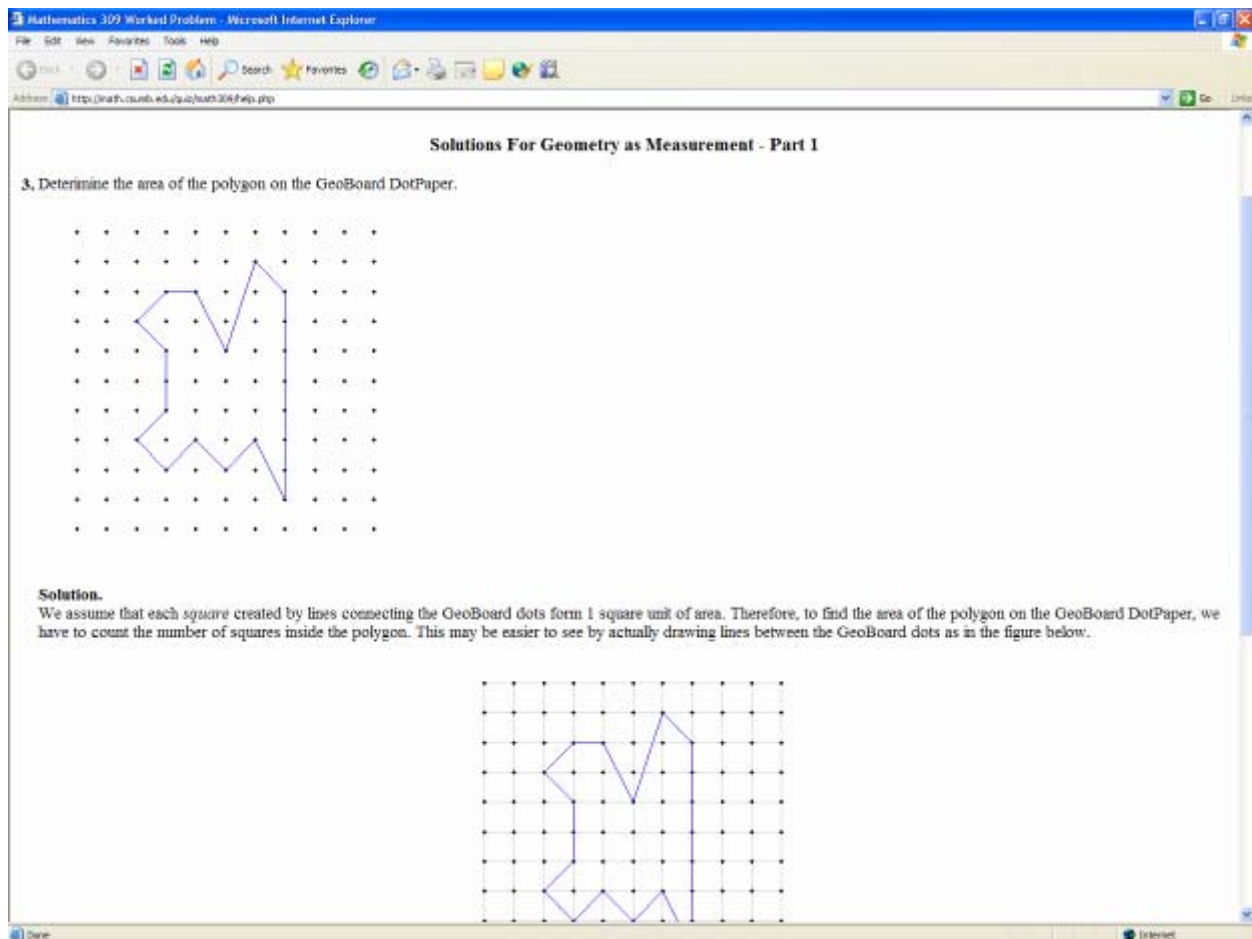 Mathematics 309 Worked Problem - Microsoft Internet Explorer
File Edit View Favorites Tools Help
Back Search Favorites
Address Go Links
Solutions For Geometry as Measurement - Part 1
3. Deterimine the area of the polygon on the GeoBoard DotPaper.
Solution.
We assume that each square created by lines connecting the GeoBoard dots form 1 square unit of area. Therefore, to find the area of the polygon on the GeoBoard DotPaper, we
have to count the number of squares inside the polygon. This may be easier to see by actually drawing lines between the GeoBoard dots as in the figure below.
Done Internet